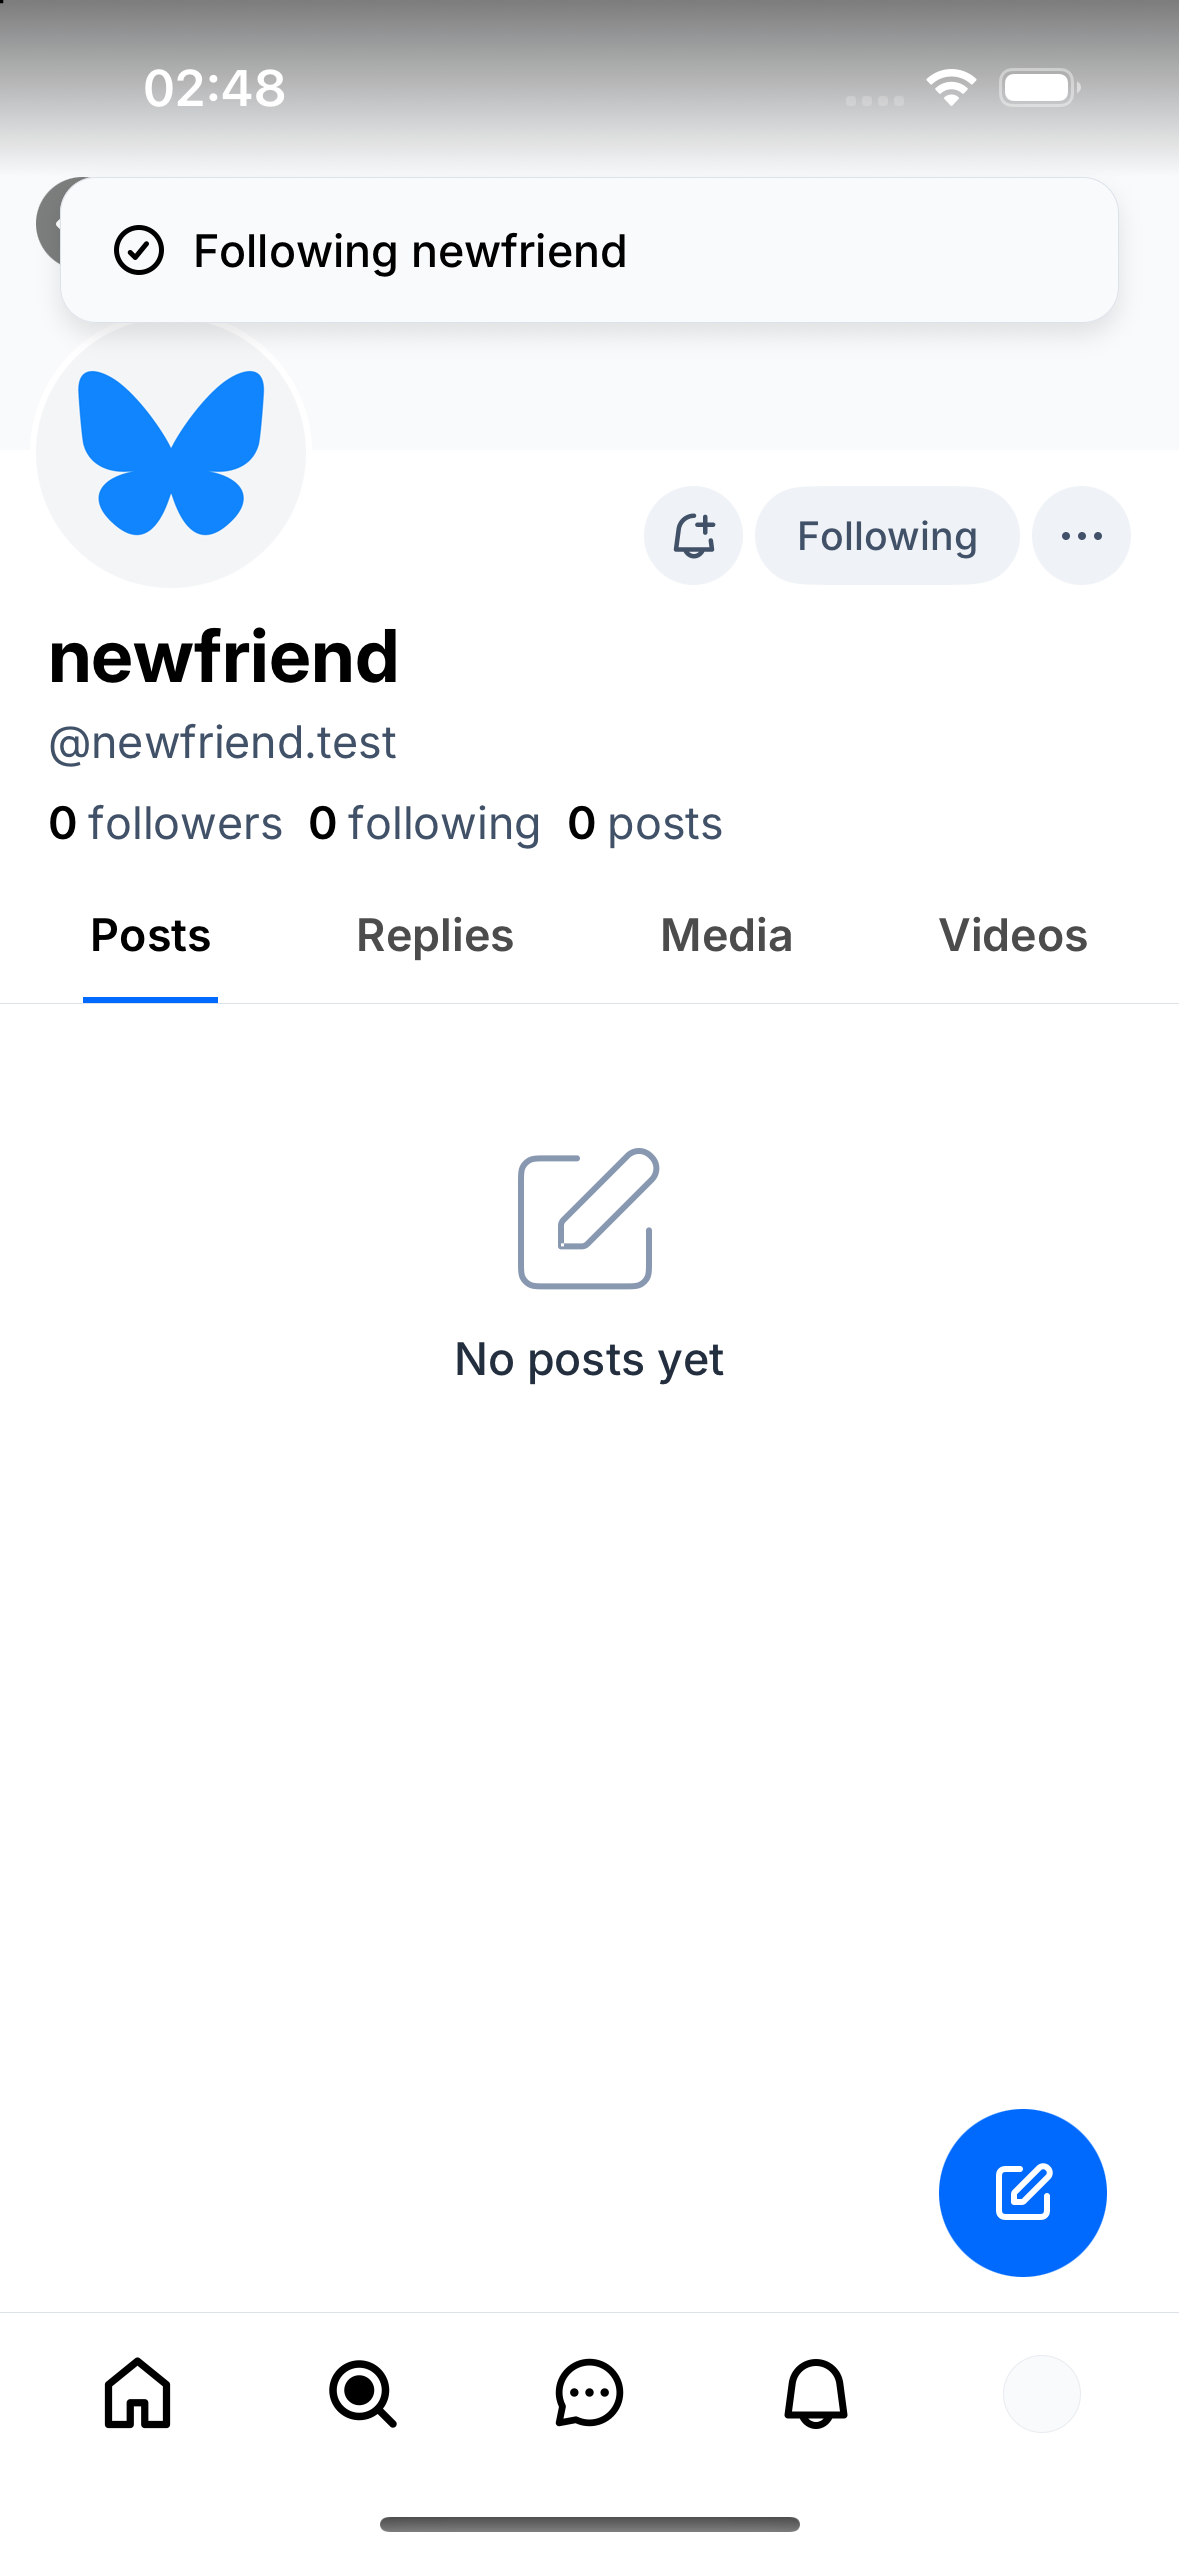 02:48
Following newfriend
Following
newfriend
@newfriend.test
0 followers 0 following 0 posts
Posts Replies Media Videos
No posts yet